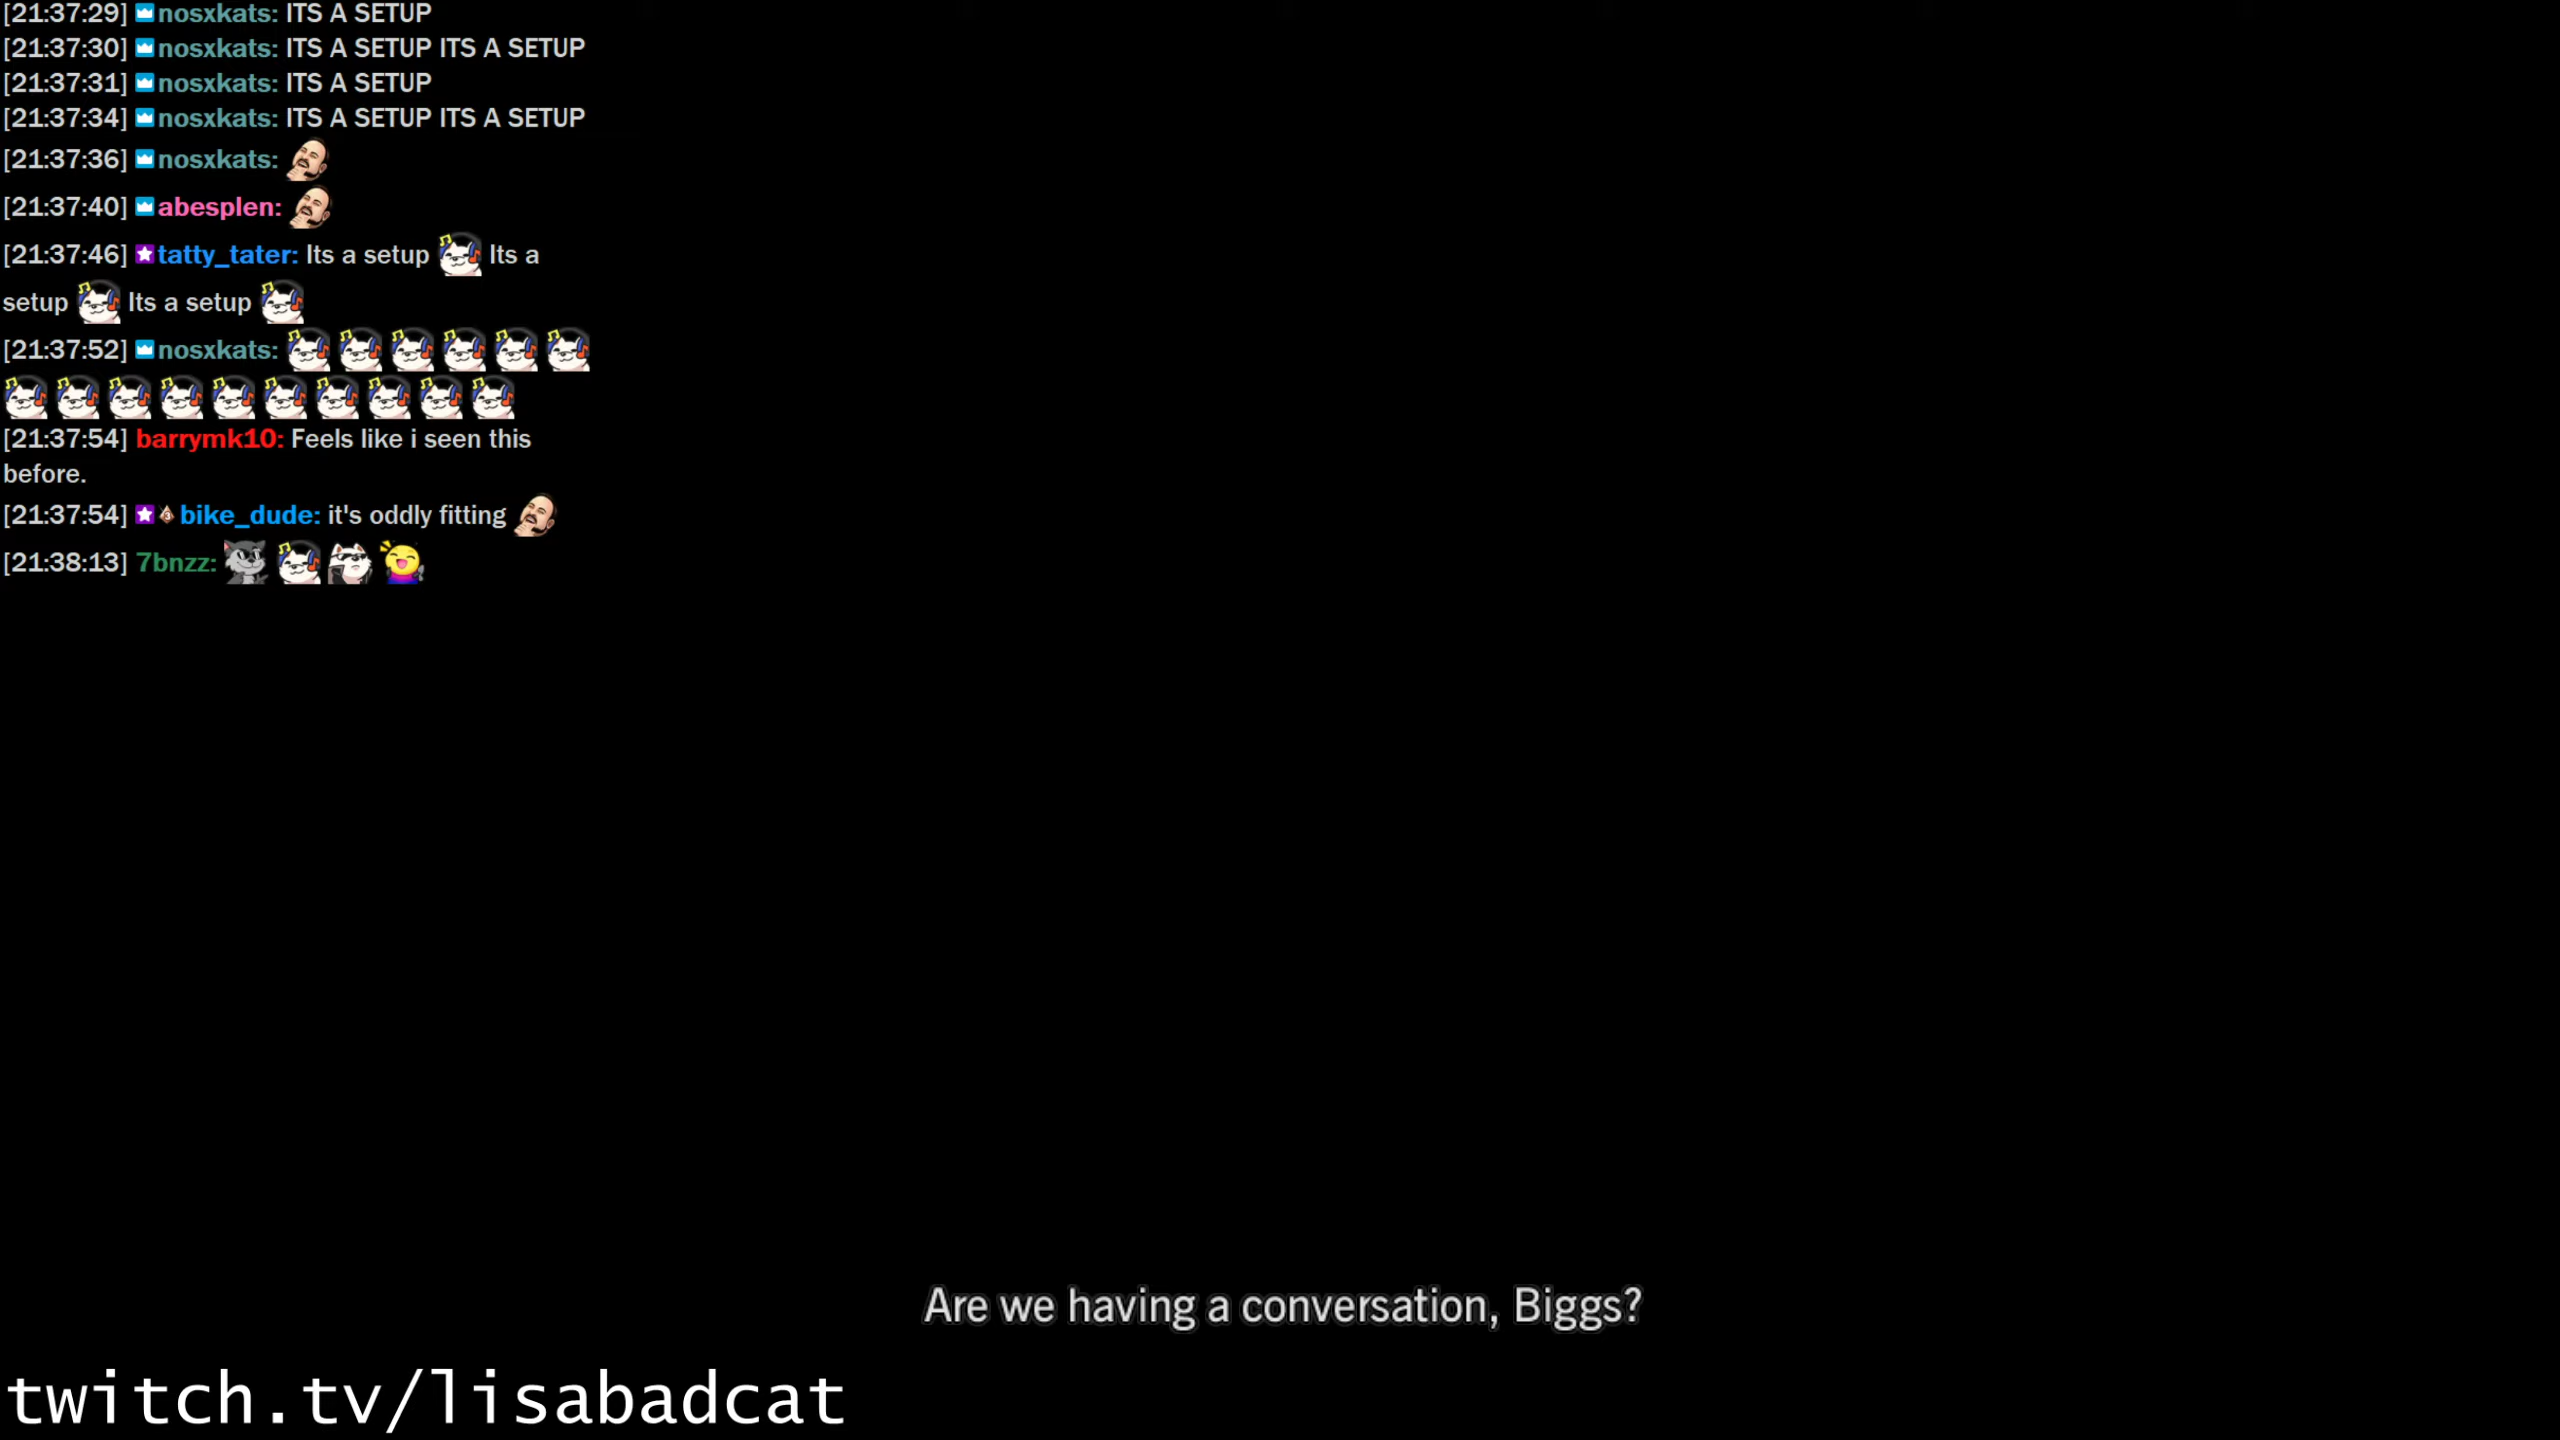 [21:37:29] nosxkats: ITS A SETUP
[21:37:30] nosxkats: ITS A SETUP ITS A SETUP
[21:37:31] nosxkats: ITS A SETUP
[21:37:34] nosxkats: ITS A SETUP ITS A SETUP
[21:37:36] nosxkats:
[21:37:40] abesplen:
[21:37:46] tatty_tater: Its a setup Its a
setup Its a setup
[21:37:52] nosxkats:
[21:37:54] barrymk10: Feels like i seen this
before.
[21:37:54] bike_dude: it's oddly fitting
[21:38:13] 7bnzz:
Are we having a conversation, Biggs?
twitch.tv/lisabadcat